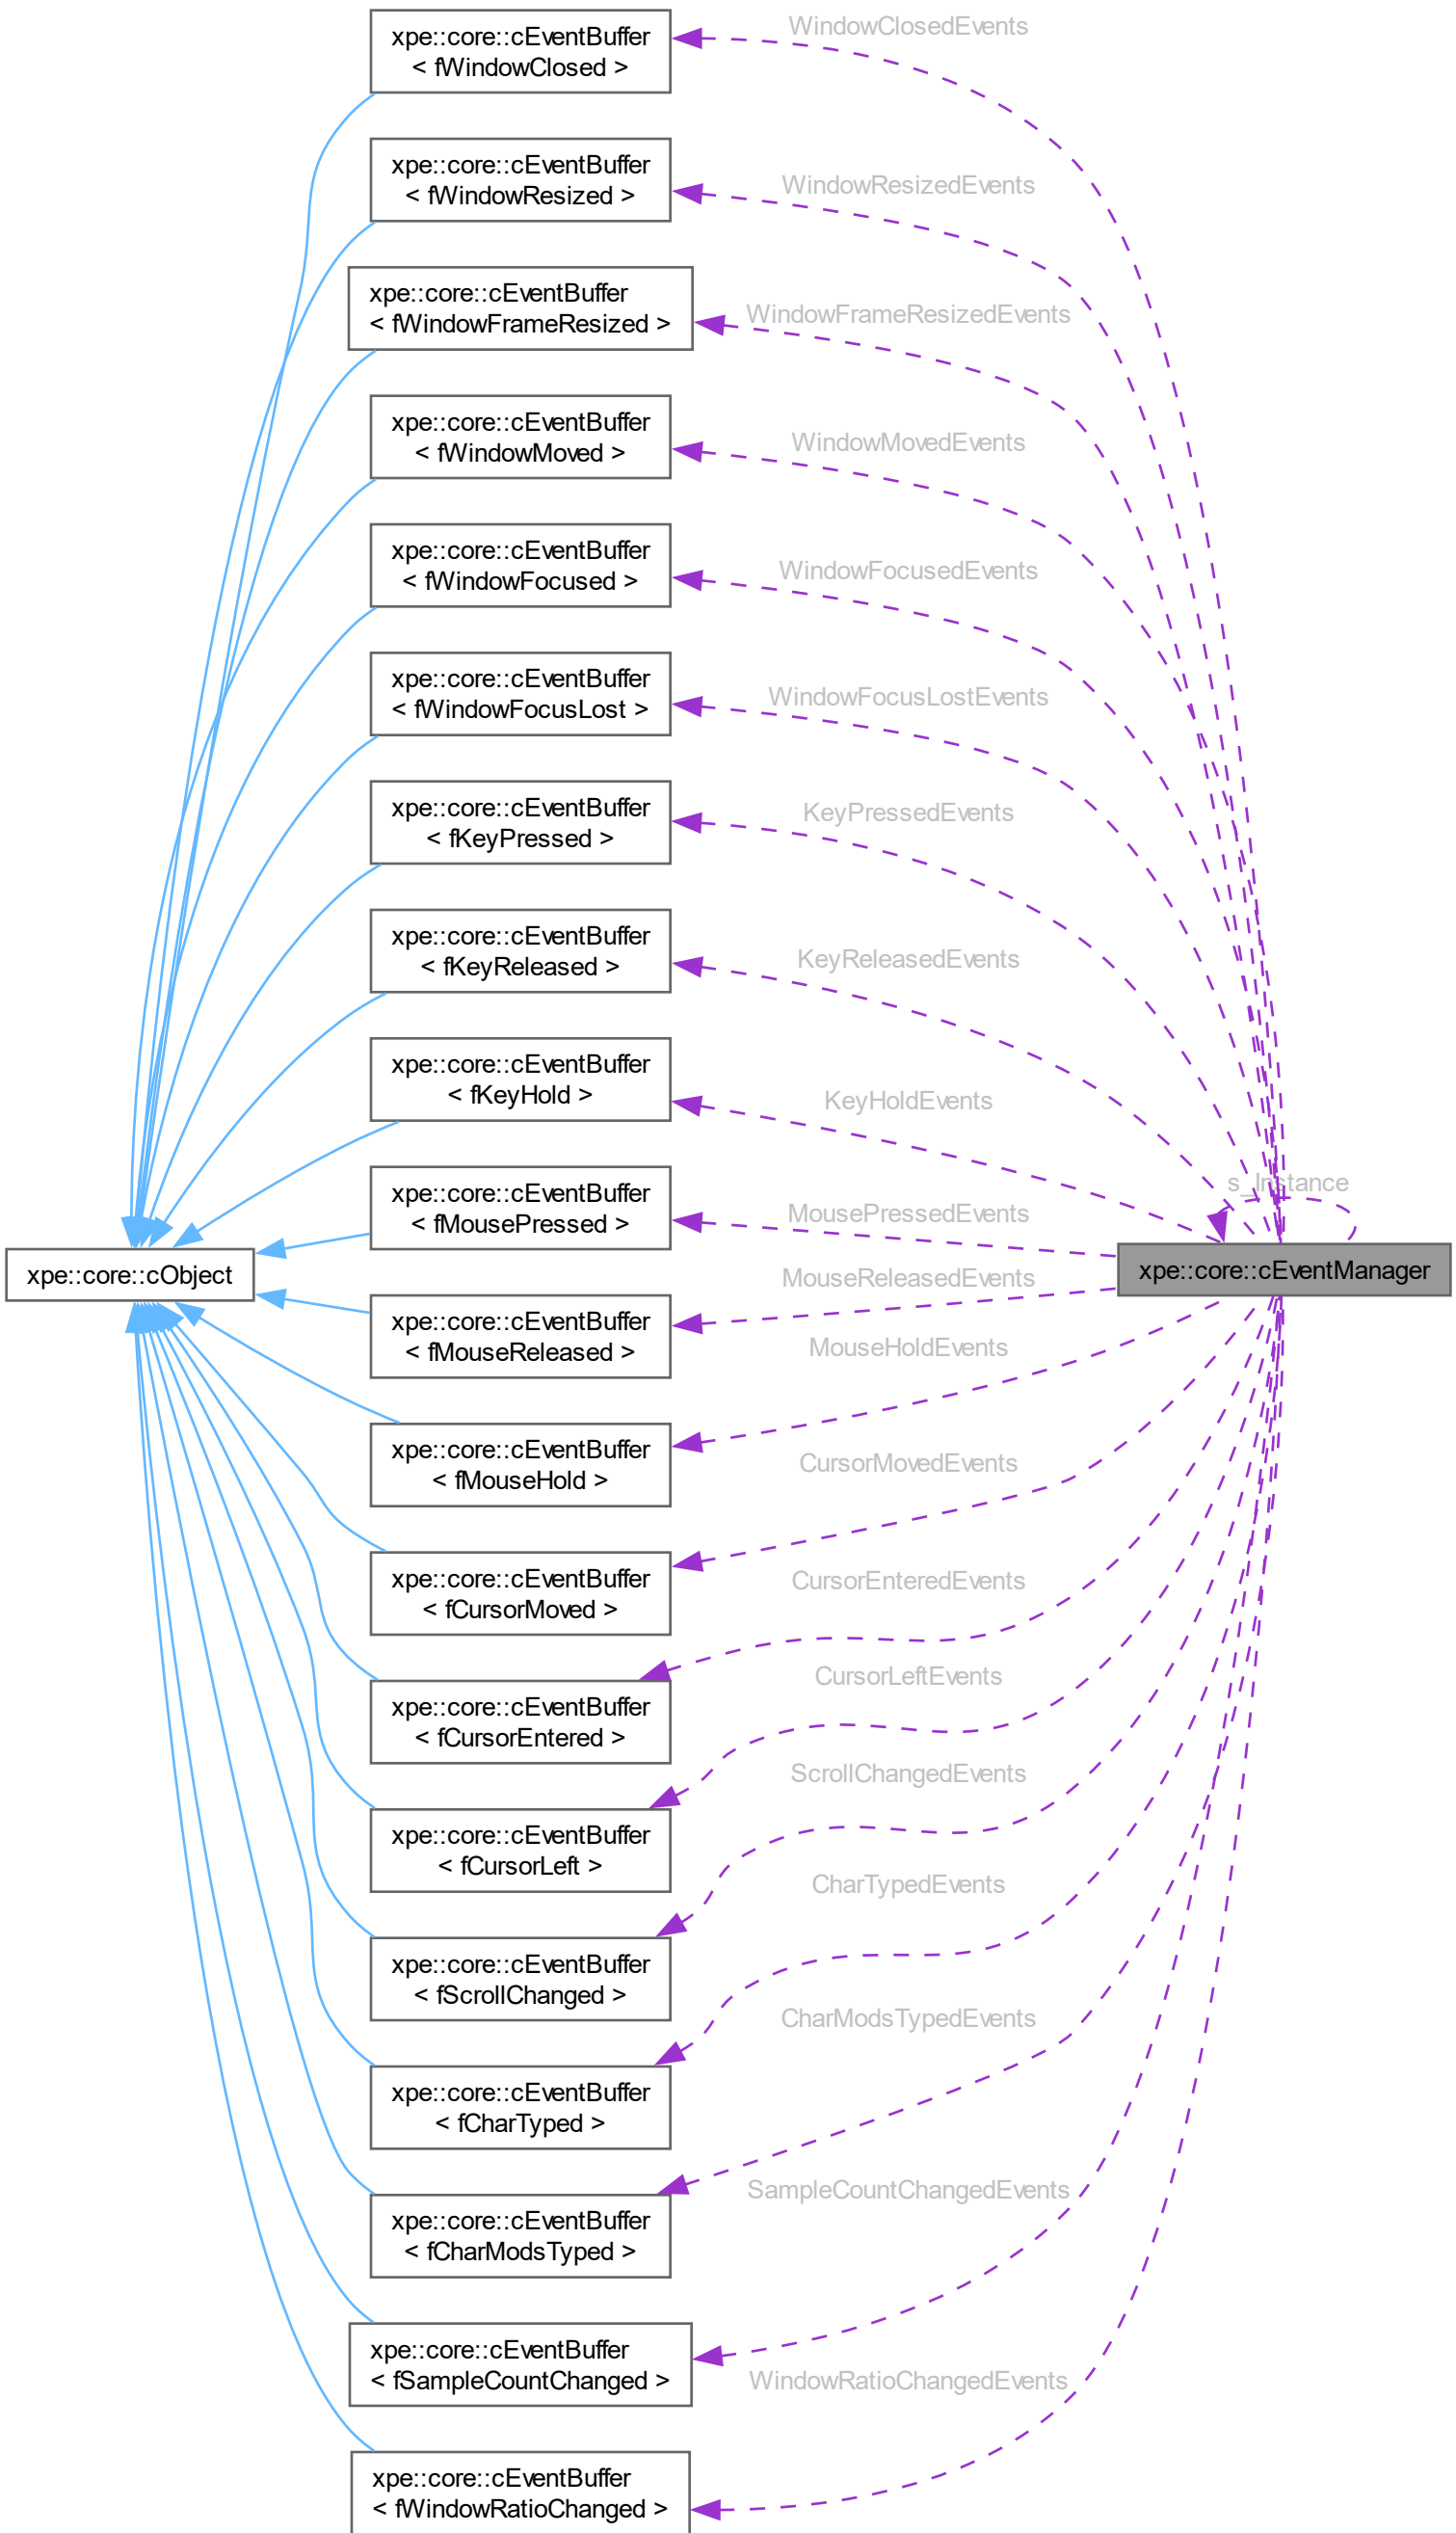 xpe::core::cEventBuffer
< fWindowClosed >
WindowClosedEvents
xpe::core::cEventBuffer
< fWindowResized >
WindowResizedEvents
xpe::core::cEventBuffer
< fWindowFrameResized >
WindowFrameResizedEvents
xpe::core::cEventBuffer
< fWindowMoved >
WindowMovedEvents
xpe::core::cEventBuffer
< fWindowFocused >
WindowFocusedEvents
xpe::core::cEventBuffer
< fWindowFocusLost >
WindowFocusLostEvents
xpe::core::cEventBuffer
< fKeyPressed >
KeyPressedEvents
xpe::core::cEventBuffer
< fKeyReleased >
KeyReleasedEvents
xpe::core::cEventBuffer
< fKeyHold >
KeyHoldEvents
xpe::core::cEventBuffer
< fMousePressed >
MousePressedEvents
s_Instance
xpe::core::cObject
xpe::core::cEventManager
xpe::core::cEventBuffer
< fMouseReleased >
MouseReleasedEvents
xpe::core::cEventBuffer
< fMouseHold >
MouseHoldEvents
xpe::core::cEventBuffer
< fCursorMoved >
CursorMovedEvents
xpe::core::cEventBuffer
< fCursorEntered >
CursorEnteredEvents
xpe::core::cEventBuffer
< fCursorLeft >
CursorLeftEvents
xpe::core::cEventBuffer
< fScrollChanged >
ScrollChangedEvents
xpe::core::cEventBuffer
< fCharTyped >
CharTypedEvents
xpe::core::cEventBuffer
< fCharModsTyped >
CharModsTypedEvents
xpe::core::cEventBuffer
< fSampleCountChanged >
SampleCountChangedEvents
xpe::core::cEventBuffer
< fWindowRatioChanged >
WindowRatioChangedEvents